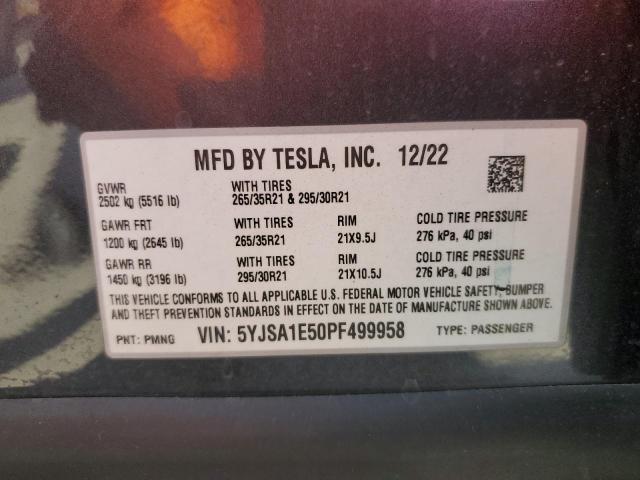 MFD BY TESLA, INC. 12/22
GVWR WITH TIRES
2502 kg (5516 lb) 265/35R21 & 295/30R21
GAWR FRT WITH TIRES RIM COLD TIRE PRESSURE
1200 kg (2645 lb) 265/35R21 21X9.5J 276 kPa, 40 psi
GAWR RR WITH TIRES RIM COLD TIRE PRESSURE
1450 kg (3196 lb) 295/30R21 21X10.5J 276 kPa, 40 psi
THIS VEHICLE CONFORMS TO ALL APPLICABLE U.S. FEDERAL MOTOR VEHICLE SAFETY, BUMPER
AND THEFT PREVENTION STANDARDS IN EFFECT ON THE DATE OF MANUFACTURE SHOWN ABOVE.
PNT: PMNG VIN: 5YJSA1E50PF499958 TYPE: PASSENGER